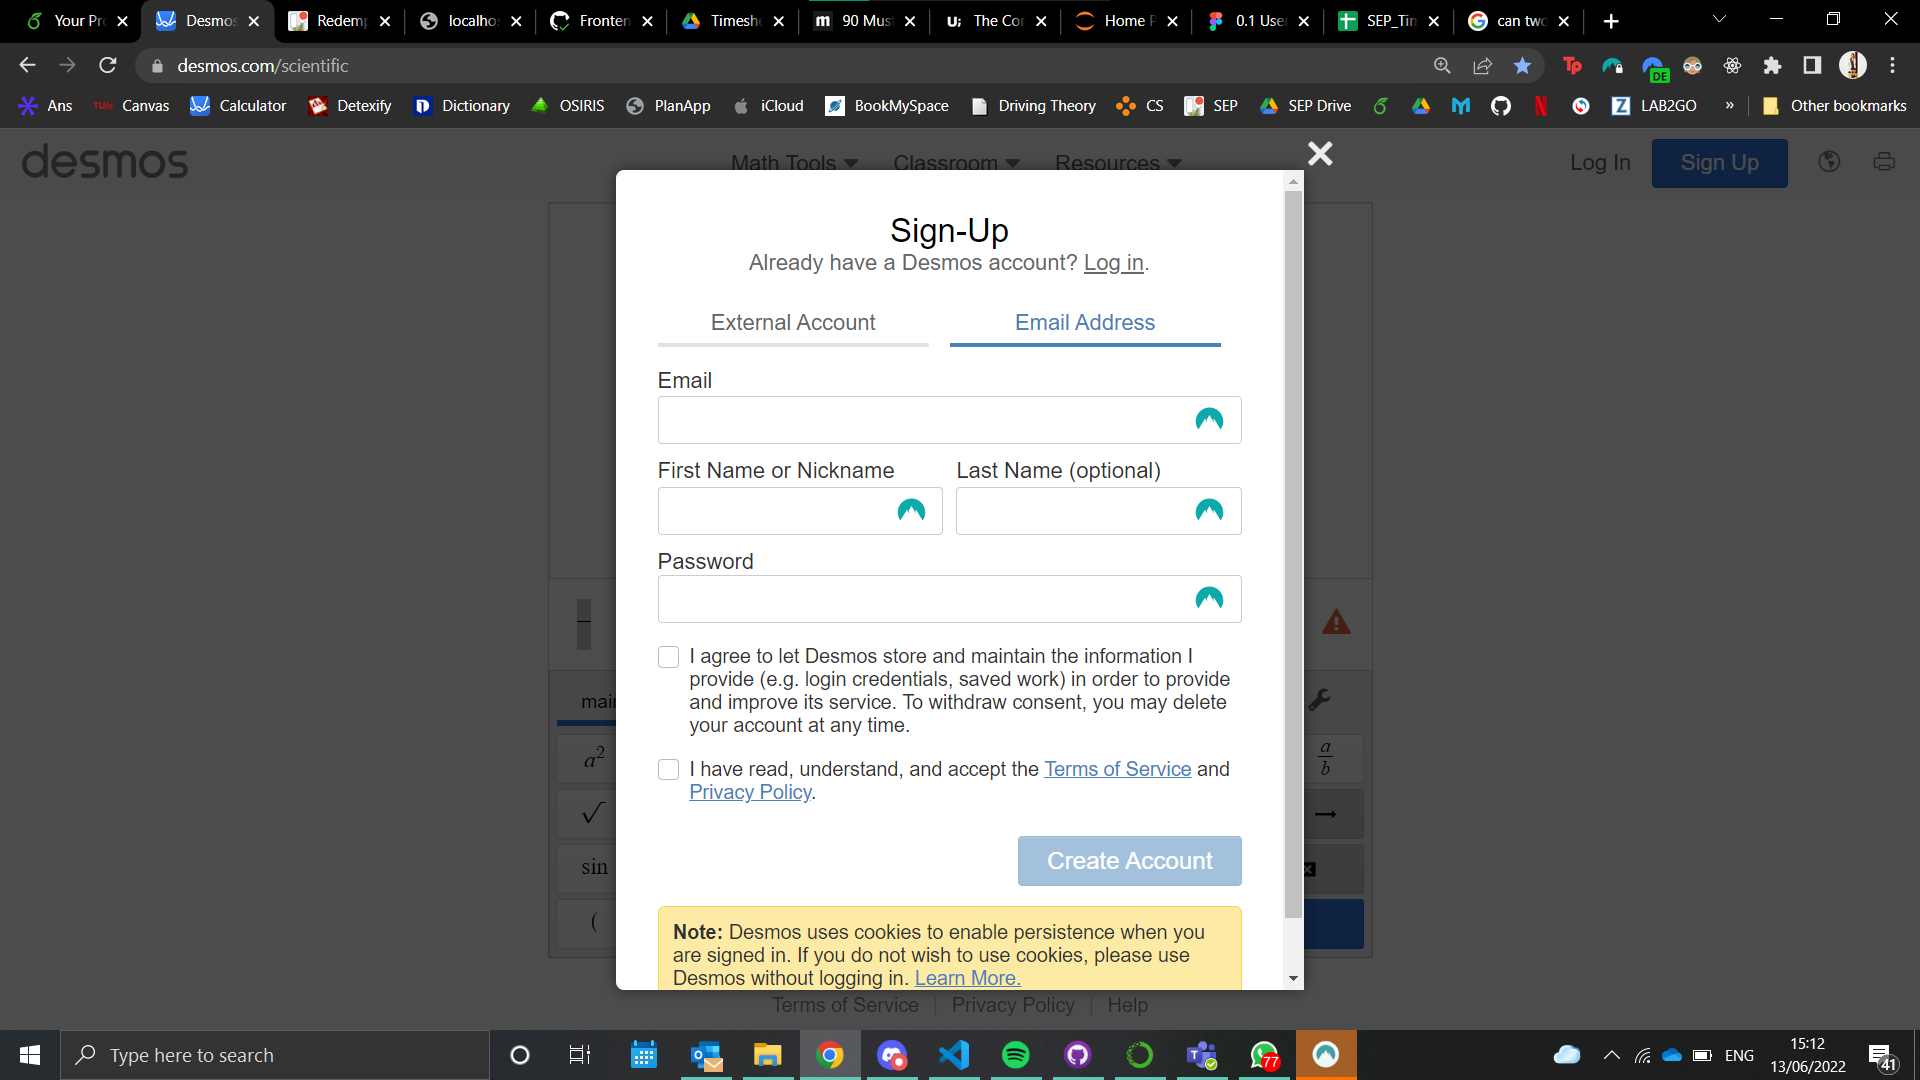 Your Pr
Desmos
Redemp
localhos
Fronten
Timeshe
90 Mus
The Cor
Home P
0.1 User
SEP_Tim
can two
desmos.com/scientific
DE
Ans
Canvas
Calculator
Detexify
Dictionary
OSIRIS
PlanApp
iCloud
BookMySpace
Driving Theory
CS
SEP
SEP Drive
LAB2GO
»
Other bookmarks
desmos
Math Tools
Classroom
Resources
Log In
Sign Up
Sign-Up
Already have a Desmos account? Log in.
External Account
Email Address
Email
First Name or Nickname
Last Name (optional)
Password
I agree to let Desmos store and maintain the information I
provide (e.g. login credentials, saved work) in order to provide
and improve its service. To withdraw consent, you may delete
your account at any time.
I have read, understand, and accept the Terms of Service and
Privacy Policy.
Create Account
Note: Desmos uses cookies to enable persistence when you
are signed in. If you do not wish to use cookies, please use
Desmos without logging in. Learn More.
main
a²
a
b
√
sin
(
Terms of Service
Privacy Policy
Help
Type here to search
77
ENG
15:12
13/06/2022
41